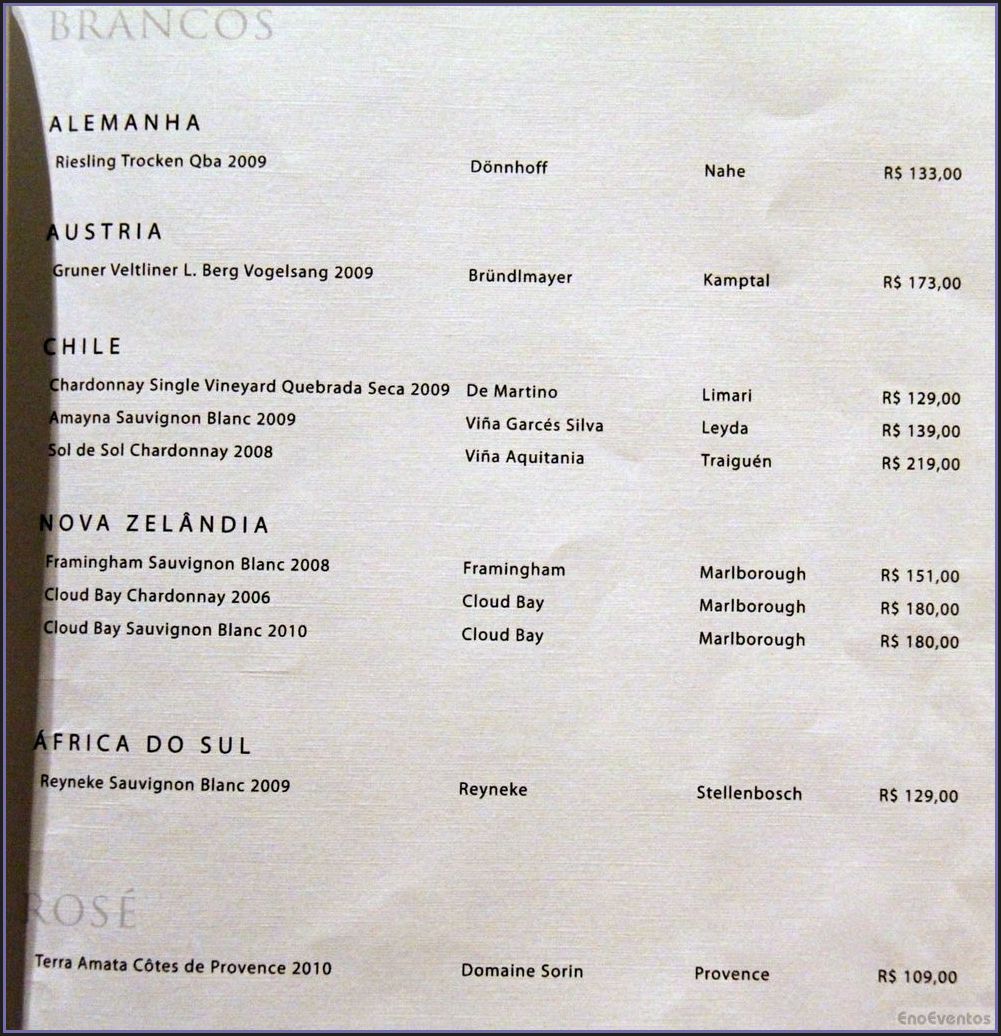 BRANCOS
ALEMANHA
Riesling Trocken Qba 2009 Dönnhoff Nahe R$ 133,00
AUSTRIA
Gruner Veltliner L. Berg Vogelsang 2009 Bründlmayer Kamptal R$ 173,00
CHILE
Chardonnay Single Vineyard Quebrada Seca 2009 De Martino Limari R$ 129,00
Amayna Sauvignon Blanc 2009 Viña Garcés Silva Leyda R$ 139,00
Sol de Sol Chardonnay 2008 Viña Aquitania Traiguén R$ 219,00
NOVA ZELÂNDIA
Framingham Sauvignon Blanc 2008 Framingham Marlborough R$ 151,00
Cloud Bay Chardonnay 2006 Cloud Bay Marlborough R$ 180,00
Cloud Bay Sauvignon Blanc 2010 Cloud Bay Marlborough R$ 180,00
ÁFRICA DO SUL
Reyneke Sauvignon Blanc 2009 Reyneke Stellenbosch R$ 129,00
ROSÉ
Terra Amata Côtes de Provence 2010 Domaine Sorin Provence R$ 109,00
EnoEventos